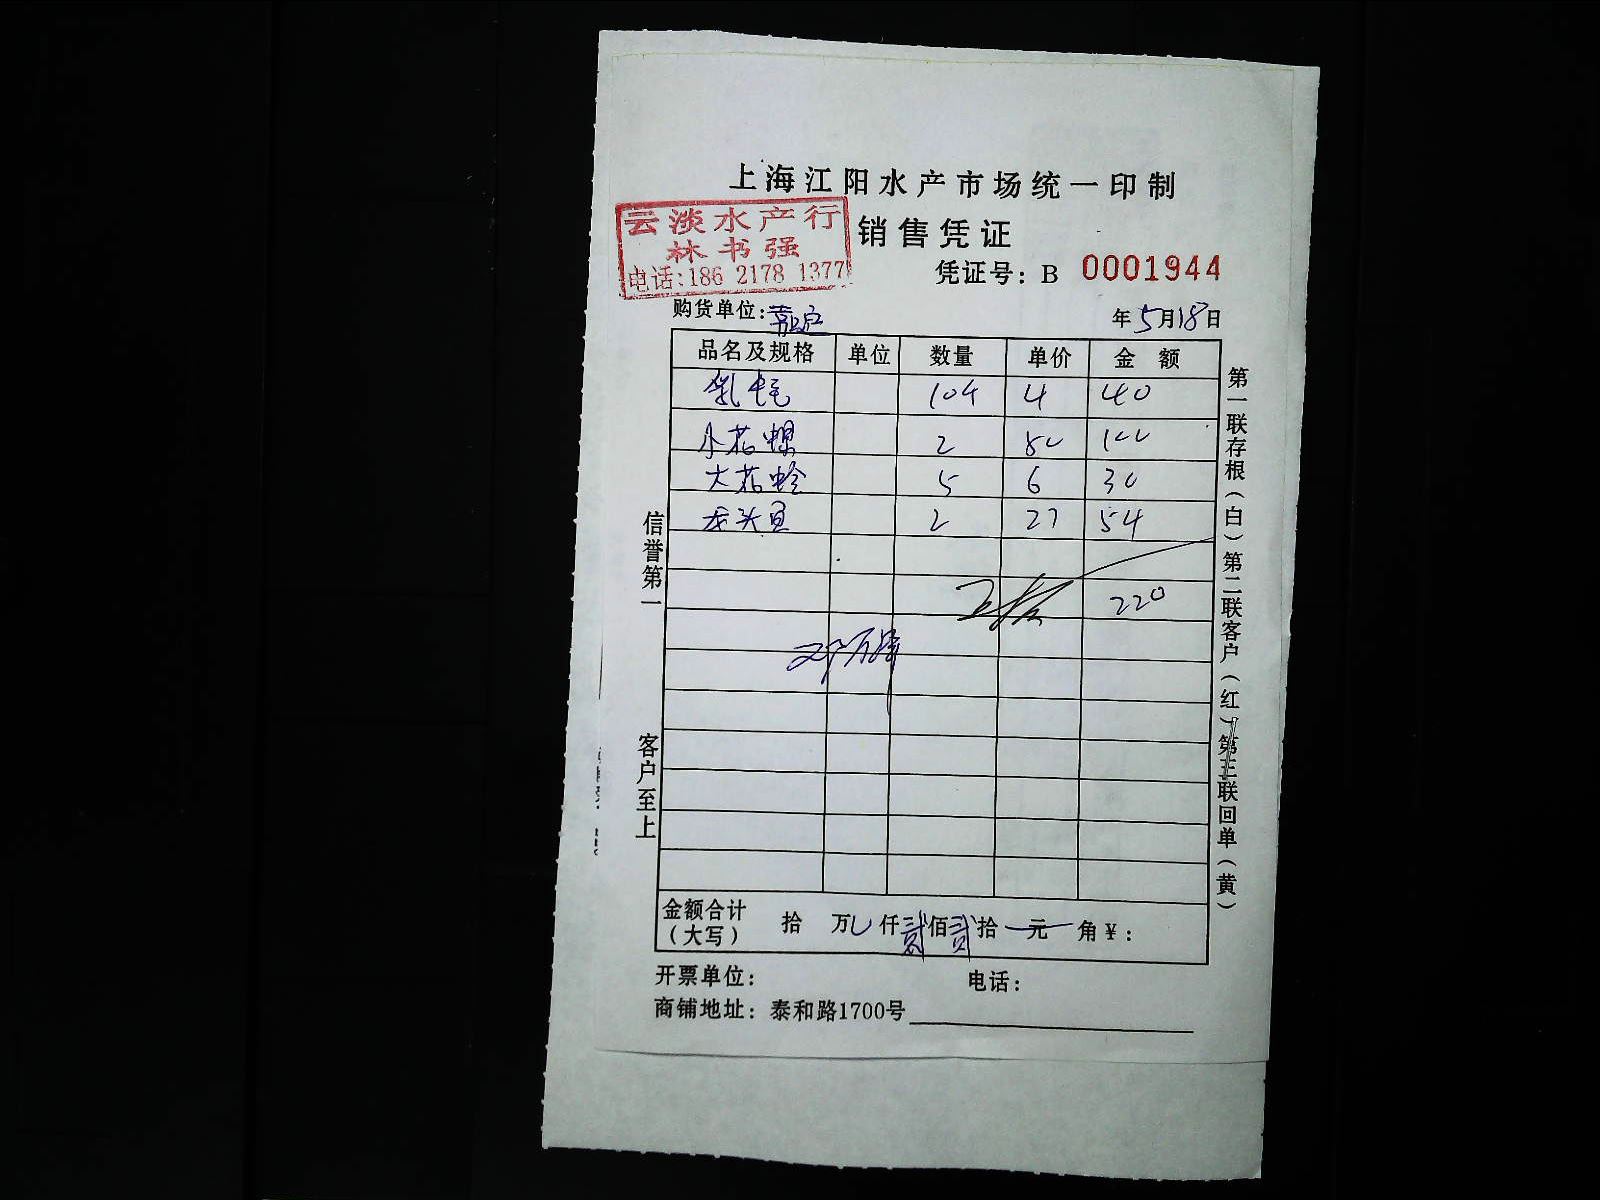 上海江阳水产市场统一印制
云淡水产行
林书强
电话:186 2178 1377
销售凭证
凭证号: B 0001944
购货单位:
年5月18日
品名及规格 单位 数量 单价 金额
4 40
小花螺 2
大花蛤 5 6 30
龙头鱼 2 27 54
220
信誉第一
客户至上
第一联存根(白)第二联客户(红)第三联回单(黄)
金额合计
(大写)
拾 万 仟贰佰贰拾 元 角¥:
开票单位: 电话:
商铺地址: 泰和路1700号